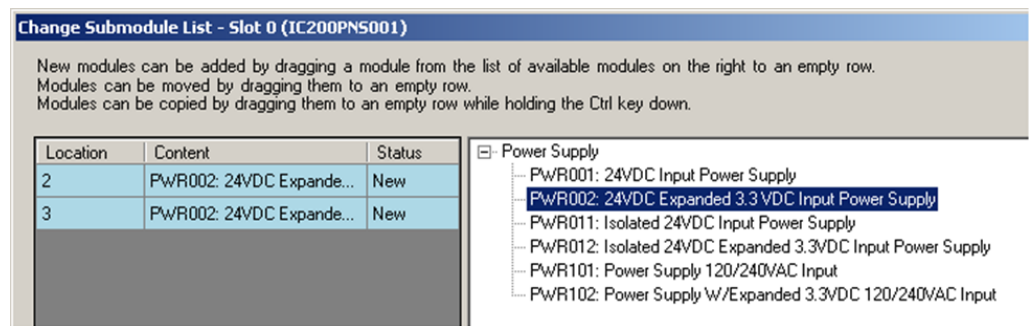 Change Submodule List - Slot 0 (IC200PNS001)
New modules can be added by dragging a module from the list of available modules on the right to an empty row.
Modules can be moved by dragging them to an empty row.
Modules can be copied by dragging them to an empty row while holding the Ctrl key down.
Location Content Status
2 PWR002: 24VDC Expande... New
3 PWR002: 24VDC Expande... New
Power Supply
PWR001: 24VDC Input Power Supply
PWR002: 24VDC Expanded 3.3 VDC Input Power Supply
PWR011: Isolated 24VDC Input Power Supply
PWR012: Isolated 24VDC Expanded 3.3VDC Input Power Supply
PWR101: Power Supply 120/240VAC Input
PWR102: Power Supply W/Expanded 3.3VDC 120/240VAC Input